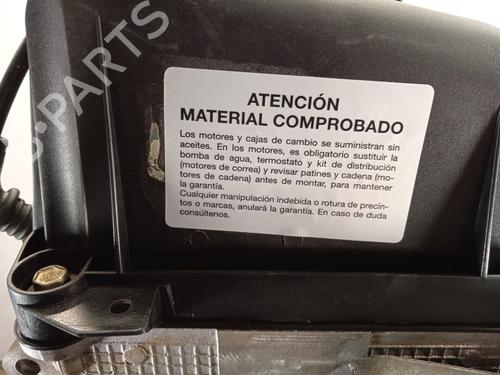 S-PARTS
ATENCIÓN
MATERIAL COMPROBADO
Los motores y cajas de cambio se suministran sin
aceites. En los motores, es obligatorio sustituir la
bomba de agua, termostato y kit de distribución
(motores de correa) y revisar patines y cadena (mo-
tores de cadena) antes de montar, para mantener
la garantía.
Cualquier manipulación indebida o rotura de precin-
tos o marcas, anulará la garantía. En caso de duda
consúltenos.